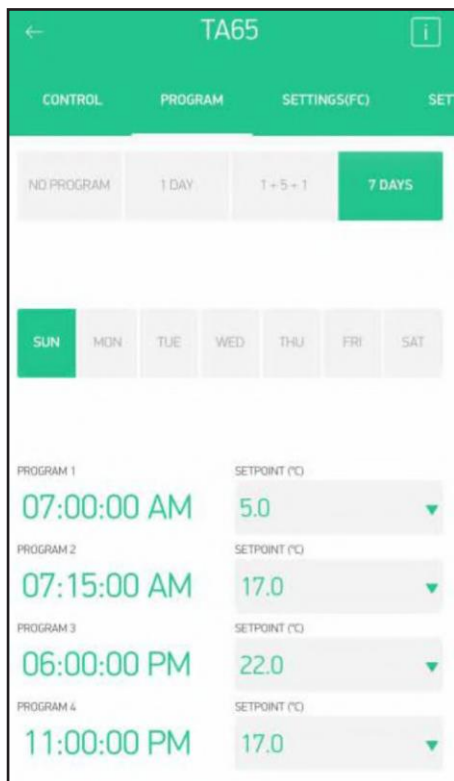 TA65 i
CONTROL PROGRAM SETTINGS(FC) SET
NO PROGRAM 1 DAY 1+5+1 7 DAYS
SUN MON TUE WED THU FRI SAT
PROGRAM 1 SETPOINT (°C)
07:00:00 AM 5.0
PROGRAM 2 SETPOINT (°C)
07:15:00 AM 17.0
PROGRAM 3 SETPOINT (°C)
06:00:00 PM 22.0
PROGRAM 4 SETPOINT (°C)
11:00:00 PM 17.0